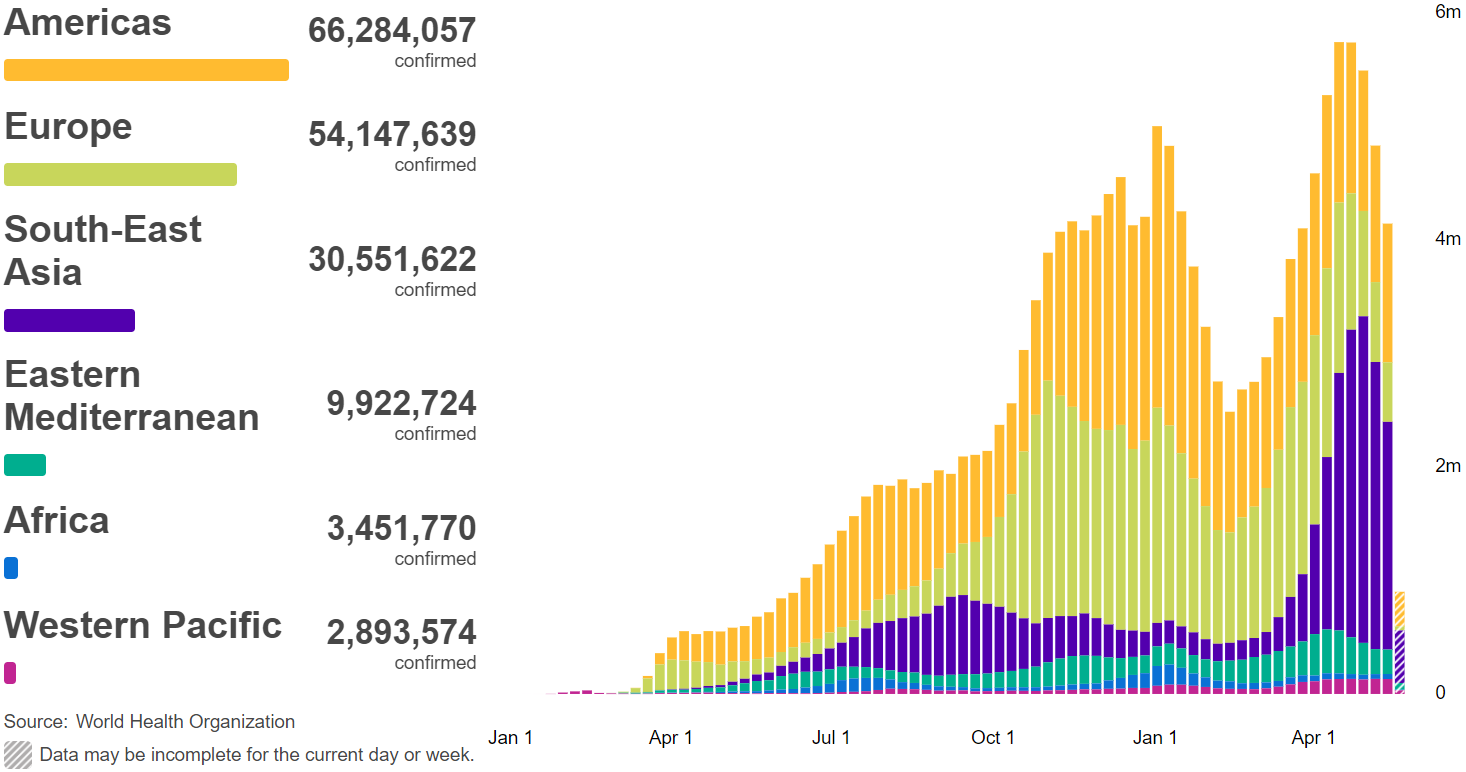 Americas
66,284,057
confirmed
Europe
54,147,639
confirmed
South-East
Asia
30,551,622
confirmed
Eastern
Mediterranean
9,922,724
confirmed
Africa
3,451,770
confirmed
Western Pacific
2,893,574
confirmed
Source: World Health Organization
Data may be incomplete for the current day or week.
6m
4m
2m
0
Jan 1
Apr 1
Jul 1
Oct 1
Jan 1
Apr 1